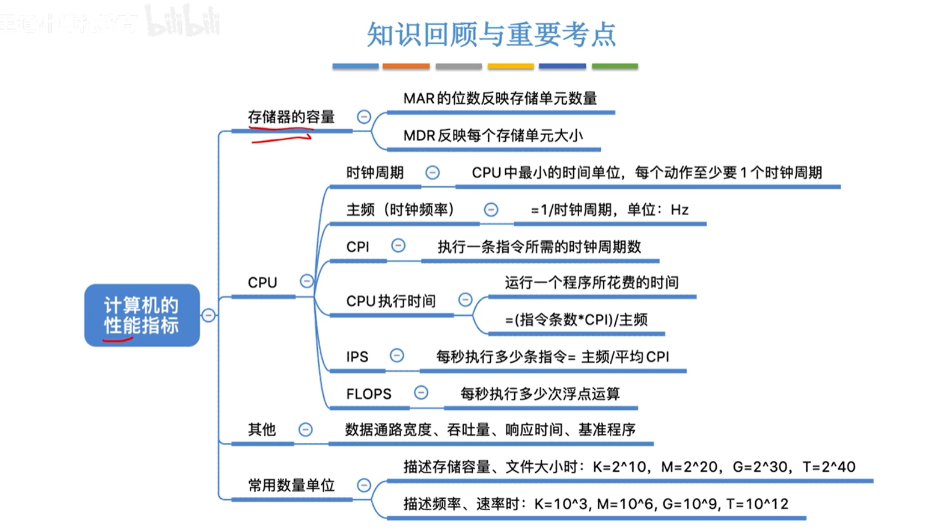 bilibili
知识回顾与重要考点
计算机的
性能指标
存储器的容量
MAR的位数反映存储单元数量
MDR反映每个存储单元大小
CPU
时钟周期
CPU中最小的时间单位，每个动作至少要1个时钟周期
主频（时钟频率）
=1/时钟周期，单位：Hz
CPI
执行一条指令所需的时钟周期数
CPU执行时间
运行一个程序所花费的时间
=(指令条数*CPI)/主频
IPS
每秒执行多少条指令= 主频/平均CPI
FLOPS
每秒执行多少次浮点运算
其他
数据通路宽度、吞吐量、响应时间、基准程序
常用数量单位
描述存储容量、文件大小时：K=2^10，M=2^20，G=2^30，T=2^40
描述频率、速率时：K=10^3, M=10^6, G=10^9, T=10^12